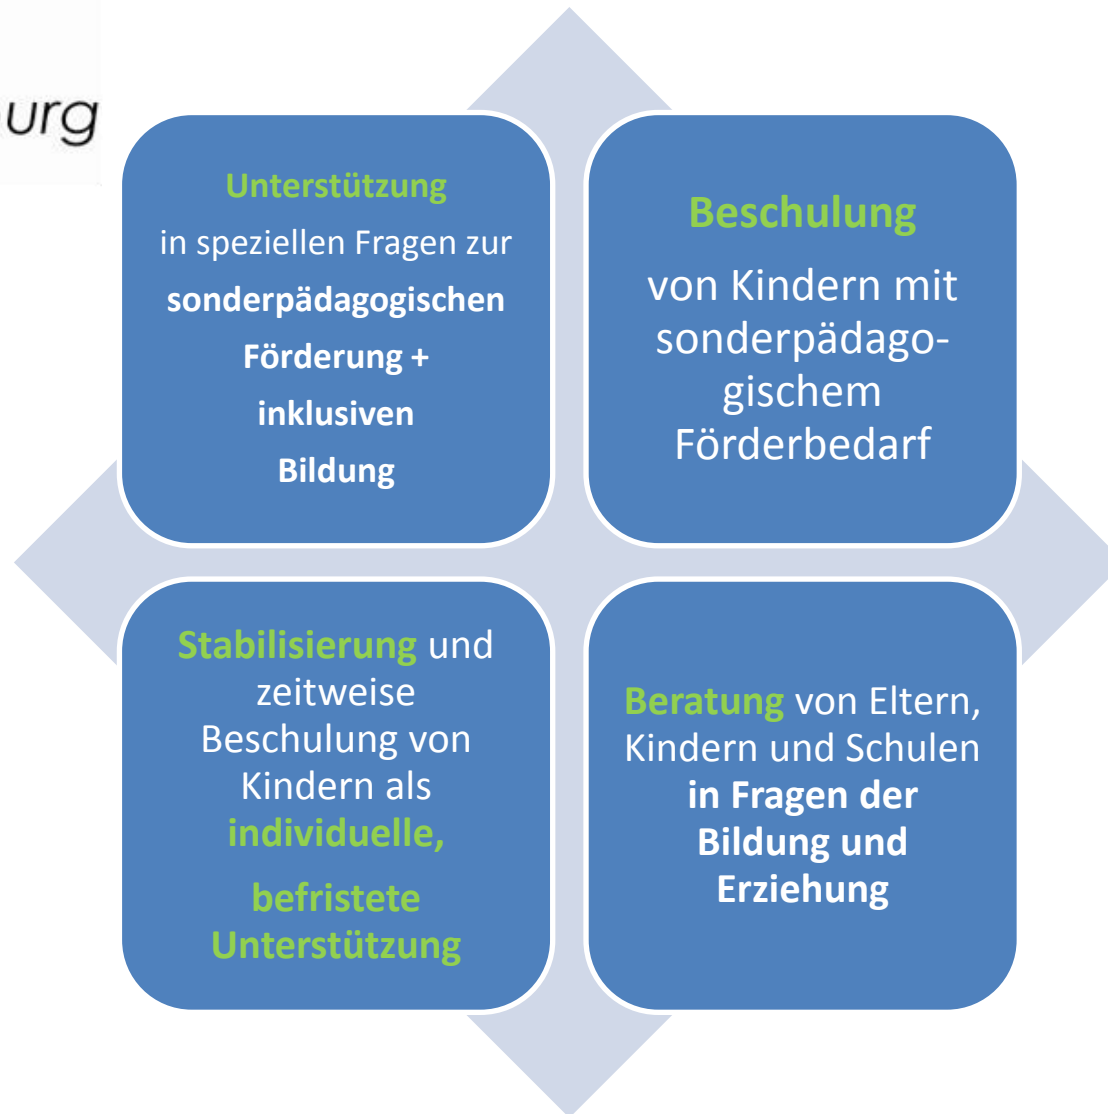 urg
Unterstützung
in speziellen Fragen zur
sonderpädagogischen
Förderung +
inklusiven
Bildung
Beschulung
von Kindern mit
sonderpädago-
gischem
Förderbedarf
Stabilisierung und
zeitweise
Beschulung von
Kindern als
individuelle,
befristete
Unterstützung
Beratung von Eltern,
Kindern und Schulen
in Fragen der
Bildung und
Erziehung